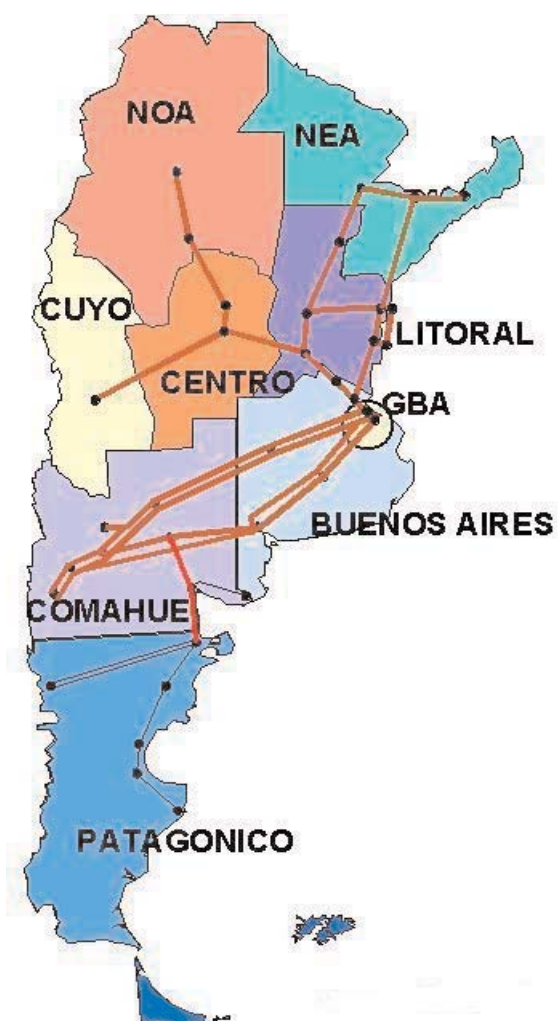 NOA
NEA
CUYO
LITORAL
CENTRO
GBA
BUENOS AIRES
COMAHUE
PATAGONICO